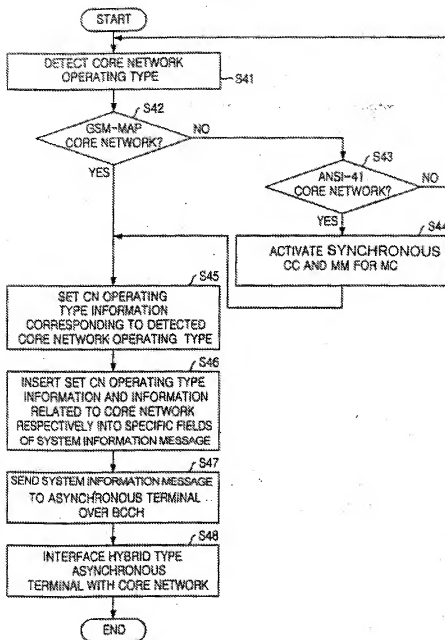 START
DETECT CORE NETWORK
OPERATING TYPE
S41
S42
GSM-MAP
CORE NETWORK?
NO
YES
S43
ANSI-41
CORE NETWORK?
NO
YES
S44
ACTIVATE SYNCHRONOUS
CC AND MM FOR MC
S45
SET CN OPERATING
TYPE INFORMATION
CORRESPONDING TO DETECTED
CORE NETWORK OPERATING TYPE
S46
INSERT SET CN OPERATING TYPE
INFORMATION AND INFORMATION
RELATED TO CORE NETWORK
RESPECTIVELY INTO SPECIFIC FIELDS
OF SYSTEM INFORMATION MESSAGE
S47
SEND SYSTEM INFORMATION MESSAGE
TO ASYNCHRONOUS TERMINAL
OVER BCCH
S48
INTERFACE HYBRID TYPE
ASYNCHRONOUS
TERMINAL WITH CORE NETWORK
END